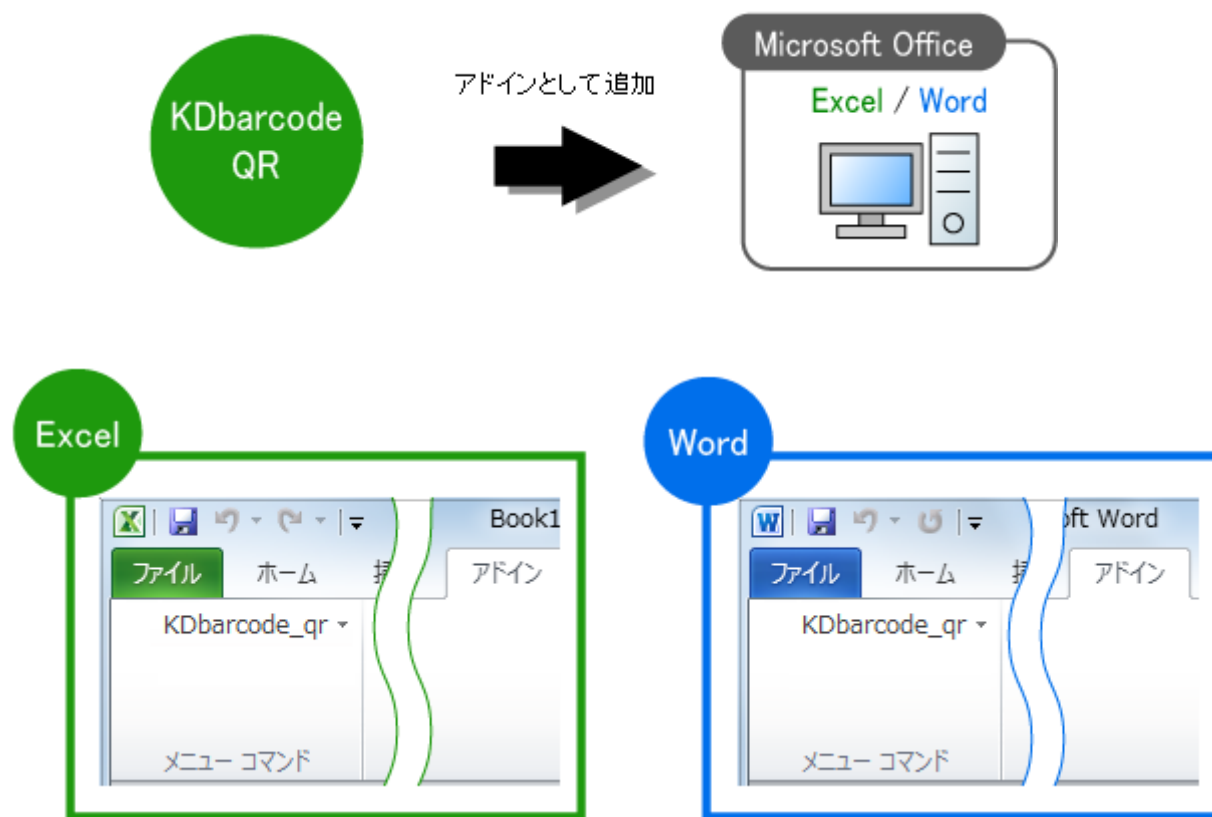 KDbarcode
QR
アドインとして追加
Microsoft Office
Excel / Word
Excel
Book1
ファイル ホーム アドイン
KDbarcode_qr
メニュー コマンド
Word
oft Word
ファイル ホーム アドイン
KDbarcode_qr
メニュー コマンド